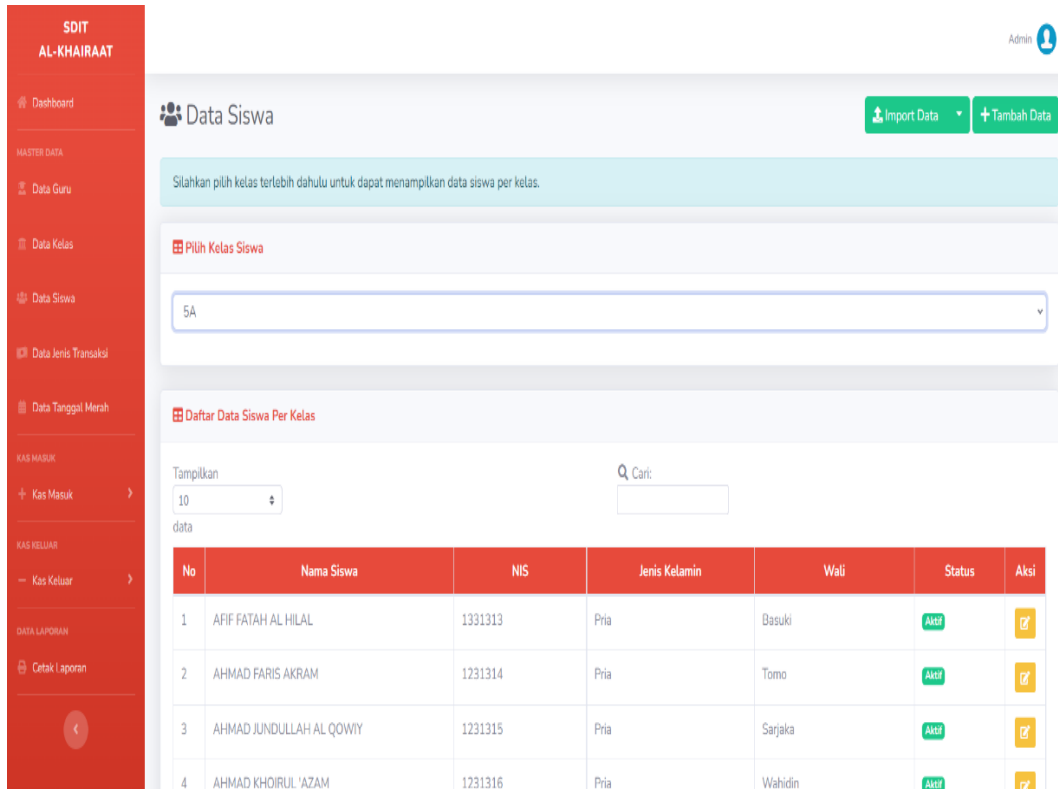 SDIT
AL-KHAIRAAT
Admin
Dashboard
MASTER DATA
Data Guru
Data Kelas
Data Siswa
Data Jenis Transaksi
Data Tanggal Merah
KAS MASUK
Kas Masuk
KAS KELUAR
Kas Keluar
DATA LAPORAN
Cetak Laporan
Data Siswa
Import Data
Tambah Data
Silahkan pilih kelas terlebih dahulu untuk dapat menampilkan data siswa per kelas.
Pilih Kelas Siswa
5A
Daftar Data Siswa Per Kelas
Tampilkan
10
data
Cari:
No Nama Siswa NIS Jenis Kelamin Wali Status Aksi
1 AFIF FATAH AL HILAL 1331313 Pria Basuki Aktif
2 AHMAD FARIS AKRAM 1231314 Pria Tomo Aktif
3 AHMAD JUNDULLAH AL QOWIY 1231315 Pria Sarjaka Aktif
4 AHMAD KHOIRUL 'AZAM 1231316 Pria Wahidin Aktif